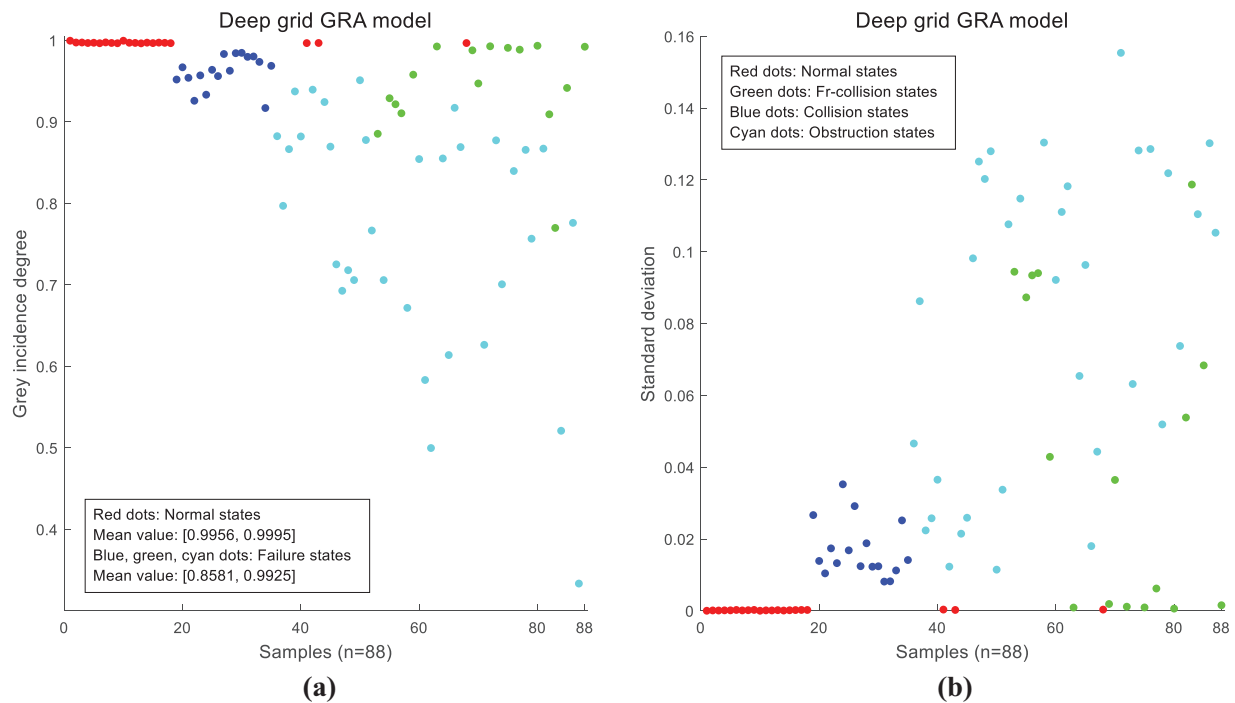 Deep grid GRA model
Grey incidence degree
1
0.9
0.8
0.7
0.6
0.5
0.4
Red dots: Normal states
Mean value: [0.9956, 0.9995]
Blue, green, cyan dots: Failure states
Mean value: [0.8581, 0.9925]
0 20 40 60 80 88
Samples (n=88)
(a)
Deep grid GRA model
Standard deviation
0.16
0.14
0.12
0.1
0.08
0.06
0.04
0.02
0
Red dots: Normal states
Green dots: Fr-collision states
Blue dots: Collision states
Cyan dots: Obstruction states
0 20 40 60 80 88
Samples (n=88)
(b)